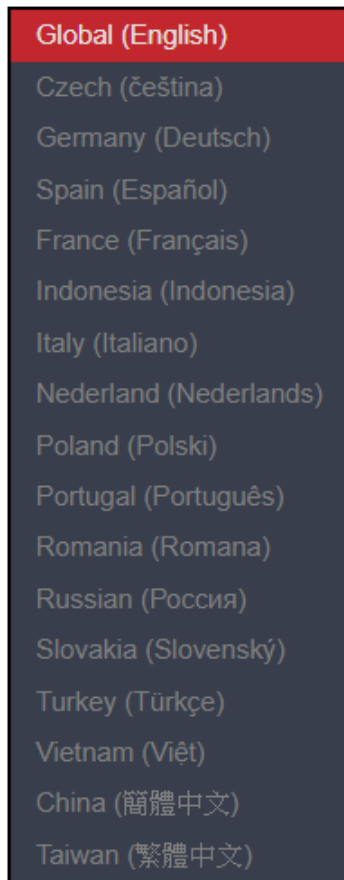 Global (English)
Czech (čeština)
Germany (Deutsch)
Spain (Español)
France (Français)
Indonesia (Indonesia)
Italy (Italiano)
Nederland (Nederlands)
Poland (Polski)
Portugal (Português)
Romania (Romana)
Russian (Россия)
Slovakia (Slovenský)
Turkey (Türkçe)
Vietnam (Việt)
China (簡體中文)
Taiwan (繁體中文)